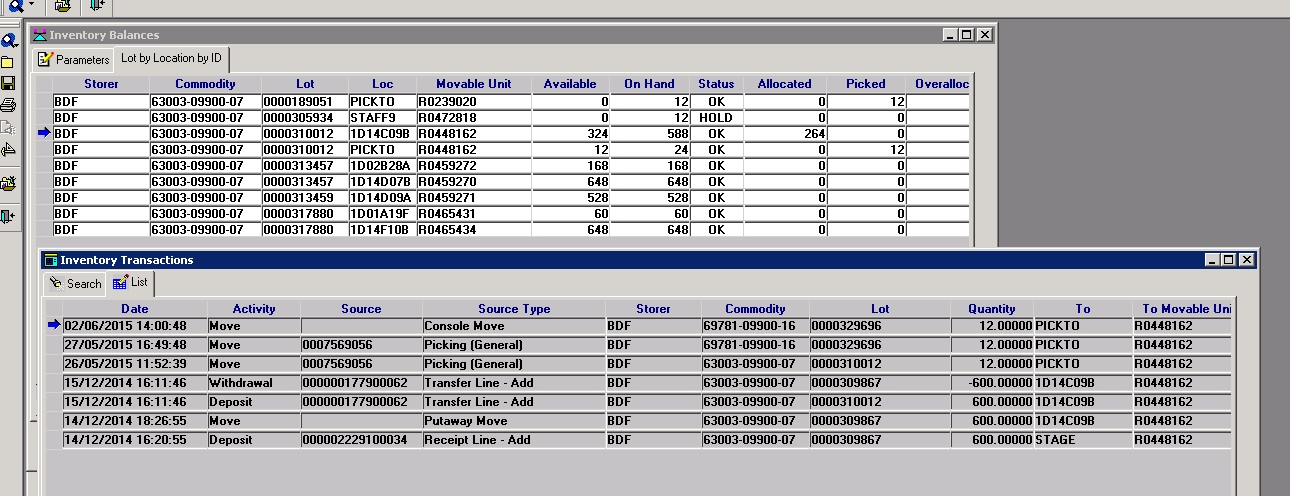 Inventory Balances
Parameters Lot by Location by ID
Storer Commodity Lot Loc Movable Unit Available On Hand Status Allocated Picked Overalloc
BDF 63003-09900-07 0000189051 PICKTO R0239020 0 12 OK 0 12
BDF 63003-09900-07 0000305934 STAFF9 R0472818 0 12 HOLD 0 0
BDF 63003-09900-07 0000310012 1D14C09B R0448162 324 588 OK 264 0
BDF 63003-09900-07 0000310012 PICKTO R0448162 12 24 OK 0 12
BDF 63003-09900-07 0000313457 1D02B28A R0459272 168 168 OK 0 0
BDF 63003-09900-07 0000313457 1D14D07B R0459270 648 648 OK 0 0
BDF 63003-09900-07 0000313459 1D14D09A R0459271 528 528 OK 0 0
BDF 63003-09900-07 0000317880 1D01A19F R0465431 60 60 OK 0 0
BDF 63003-09900-07 0000317880 1D14F10B R0465434 648 648 OK 0 0
Inventory Transactions
Search List
Date Activity Source Source Type Storer Commodity Lot Quantity To To Movable Uni
02/06/2015 14:00:48 Move Console Move BDF 69781-09900-16 0000329696 12.00000 PICKTO R0448162
27/05/2015 16:49:48 Move 0007569056 Picking (General) BDF 69781-09900-16 0000329696 12.00000 PICKTO R0448162
26/05/2015 11:52:39 Move 0007569056 Picking (General) BDF 63003-09900-07 0000310012 12.00000 PICKTO R0448162
15/12/2014 16:11:46 Withdrawal 000000177900062 Transfer Line - Add BDF 63003-09900-07 0000309867 -600.00000 1D14C09B R0448162
15/12/2014 16:11:46 Deposit 000000177900062 Transfer Line - Add BDF 63003-09900-07 0000310012 600.00000 1D14C09B R0448162
14/12/2014 18:26:55 Move Putaway Move BDF 63003-09900-07 0000309867 600.00000 1D14C09B R0448162
14/12/2014 16:20:55 Deposit 000002229100034 Receipt Line - Add BDF 63003-09900-07 0000309867 600.00000 STAGE R0448162